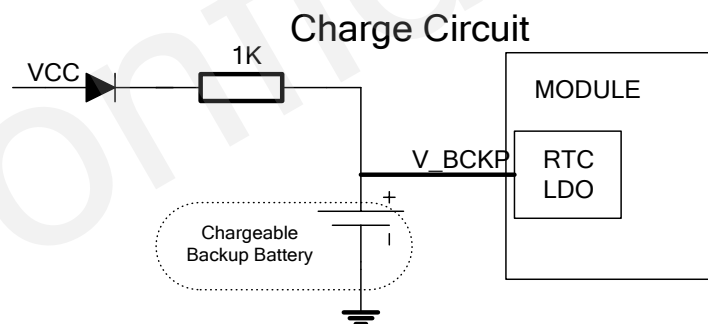 Charge Circuit
VCC
1K
MODULE
V_BCKP
RTC
LDO
+
Chargeable
Backup Battery